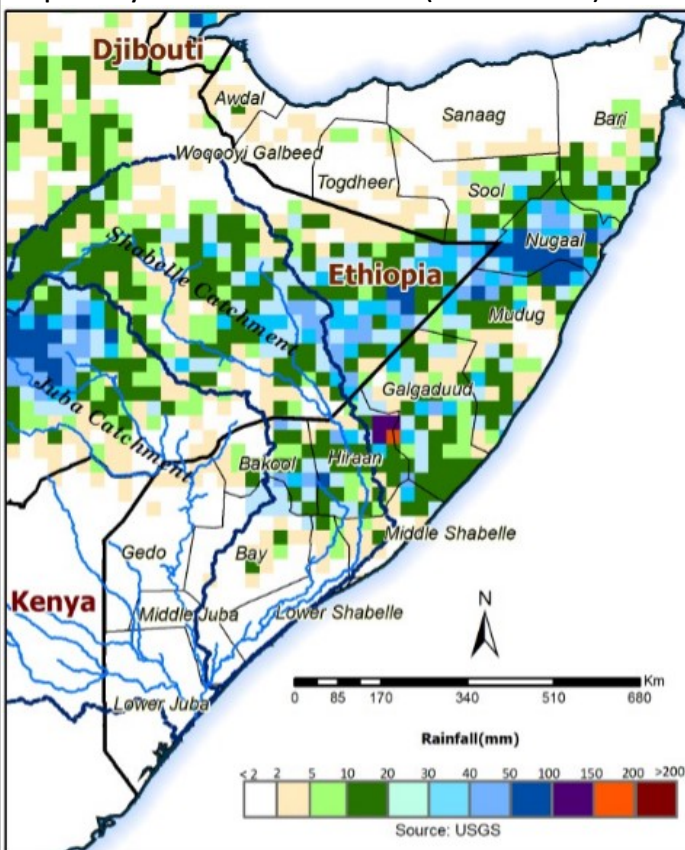 Djibouti
Awdal
Sanaag
Bari
Woqooyi Galbeed
Togdheer
Sool
Nugaal
Shabelle Catchment
Ethiopia
Mudug
Galgaduud
Juba Catchment
Bakool
Hiraan
Middle Shabelle
Gedo
Bay
Kenya
Middle Juba
Lower Shabelle
N
Lower Juba
Km
0 85 170 340 510 680
Rainfall(mm)
< 2 2 5 10 20 30 40 50 100 150 200 >200
Source: USGS